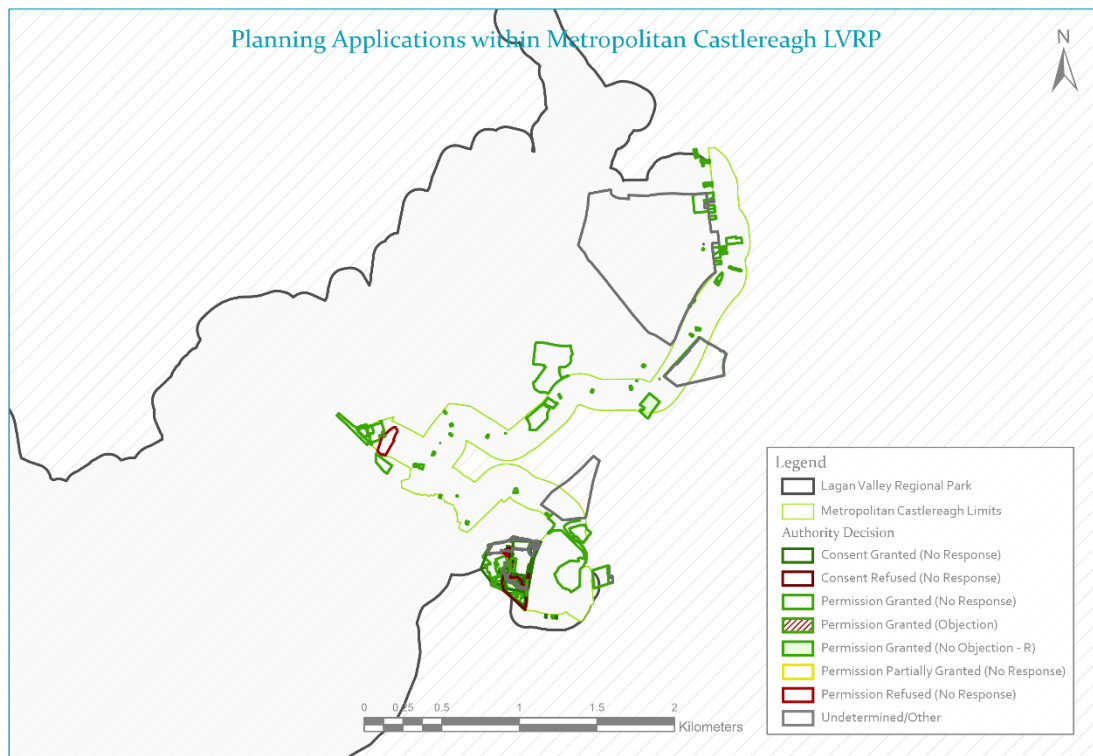 Planning Applications within Metropolitan Castlereagh LVRP
N
Legend
Lagan Valley Regional Park
Metropolitan Castlereagh Limits
Authority Decision
Consent Granted (No Response)
Consent Refused (No Response)
Permission Granted (No Response)
Permission Granted (Objection)
Permission Granted (No Objection - R)
Permission Partially Granted (No Response)
Permission Refused (No Response)
Undetermined/Other
0 0.25 0.5 1 1.5 2
Kilometers